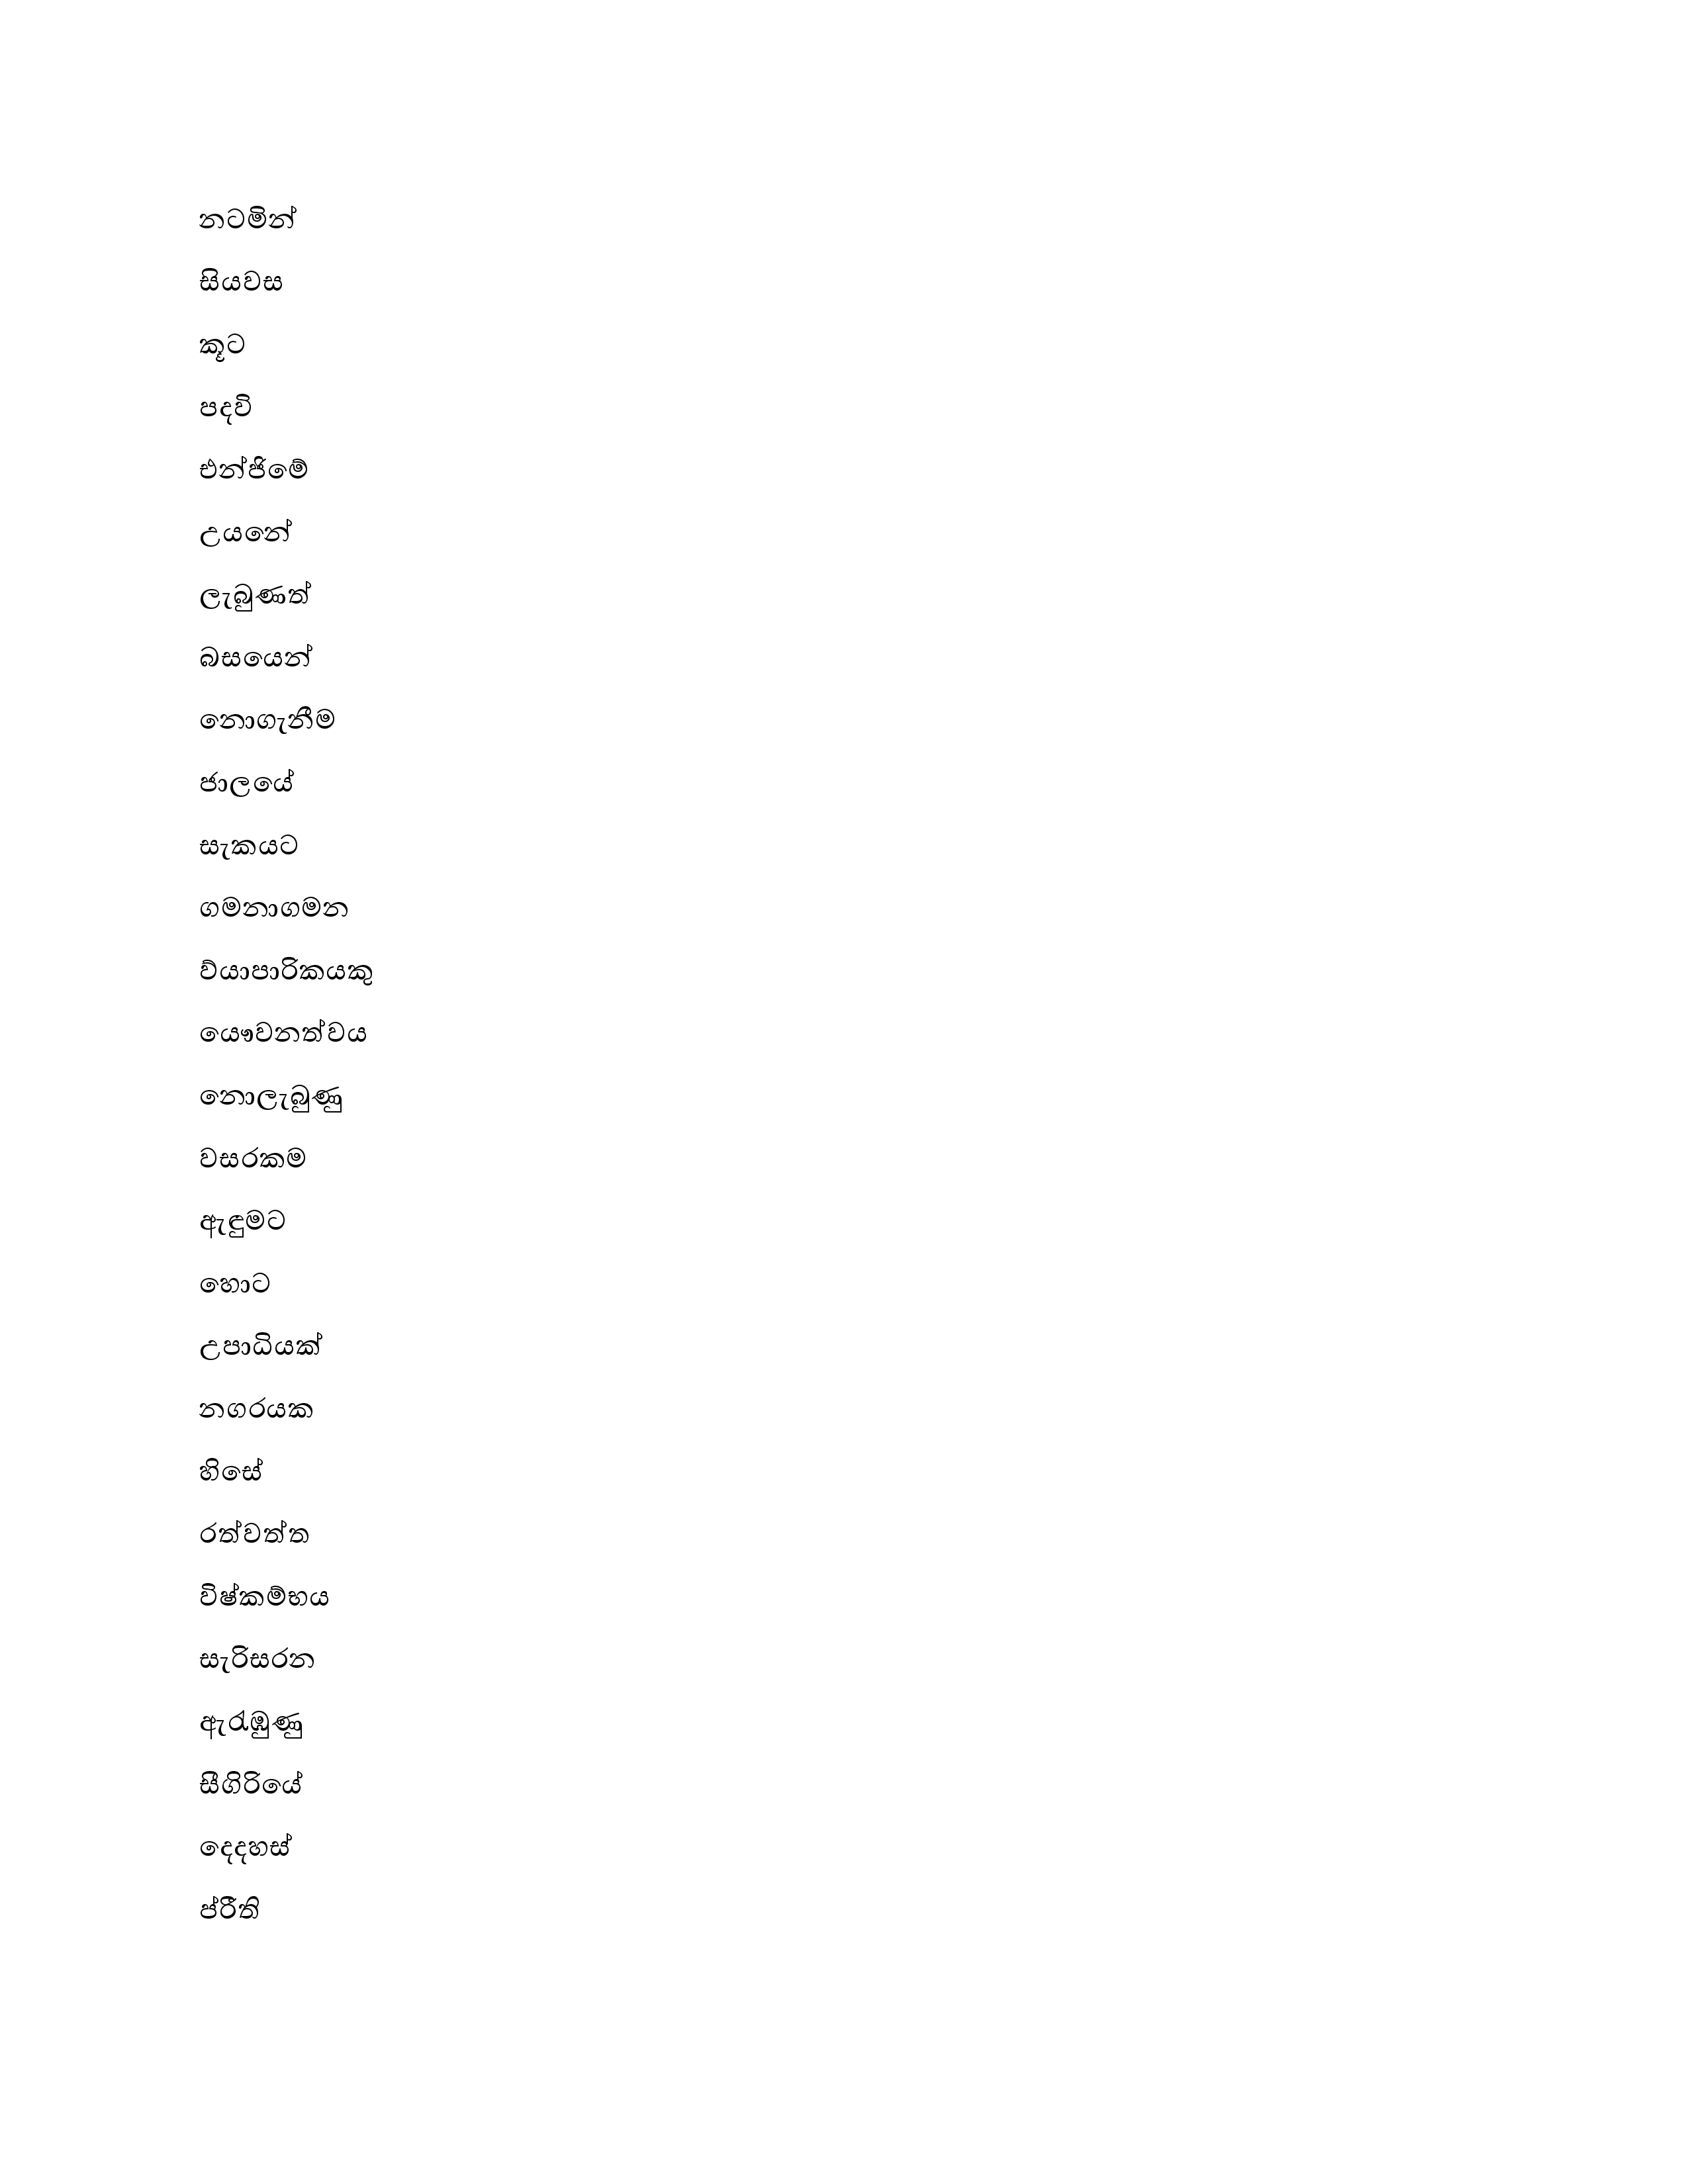 නටමින්
සියවස
කූට
පදවි
එන්ජිමේ
උයනේ
ලැබුණත්
බසයෙන්
නොගැනීම
ජාලයේ
සැකයට
ගමනාගමන
ව්යාපාරිකයකු
යෞවනත්වය
නොලැබුණු
වසරකම
ඇඳුමට
හොට
උපාධියක්
නගරයක
හිසේ
රත්වත්ත
විෂ්කම්භය
සැරිසරන
ඇරැඹුණු
සීගිරියේ
දෙදහස්
ප්රීති